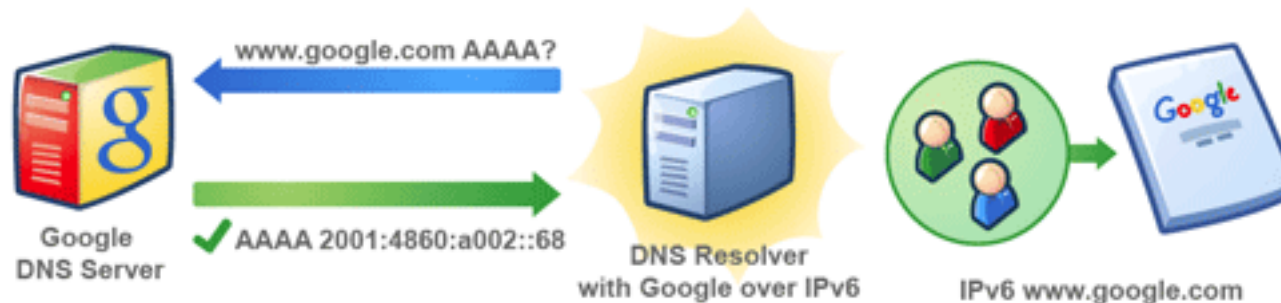 www.google.com AAAA?
g
Google
Google
DNS Server
AAAA 2001:4860:a002::68
DNS Resolver
with Google over IPv6
IPv6 www.google.com